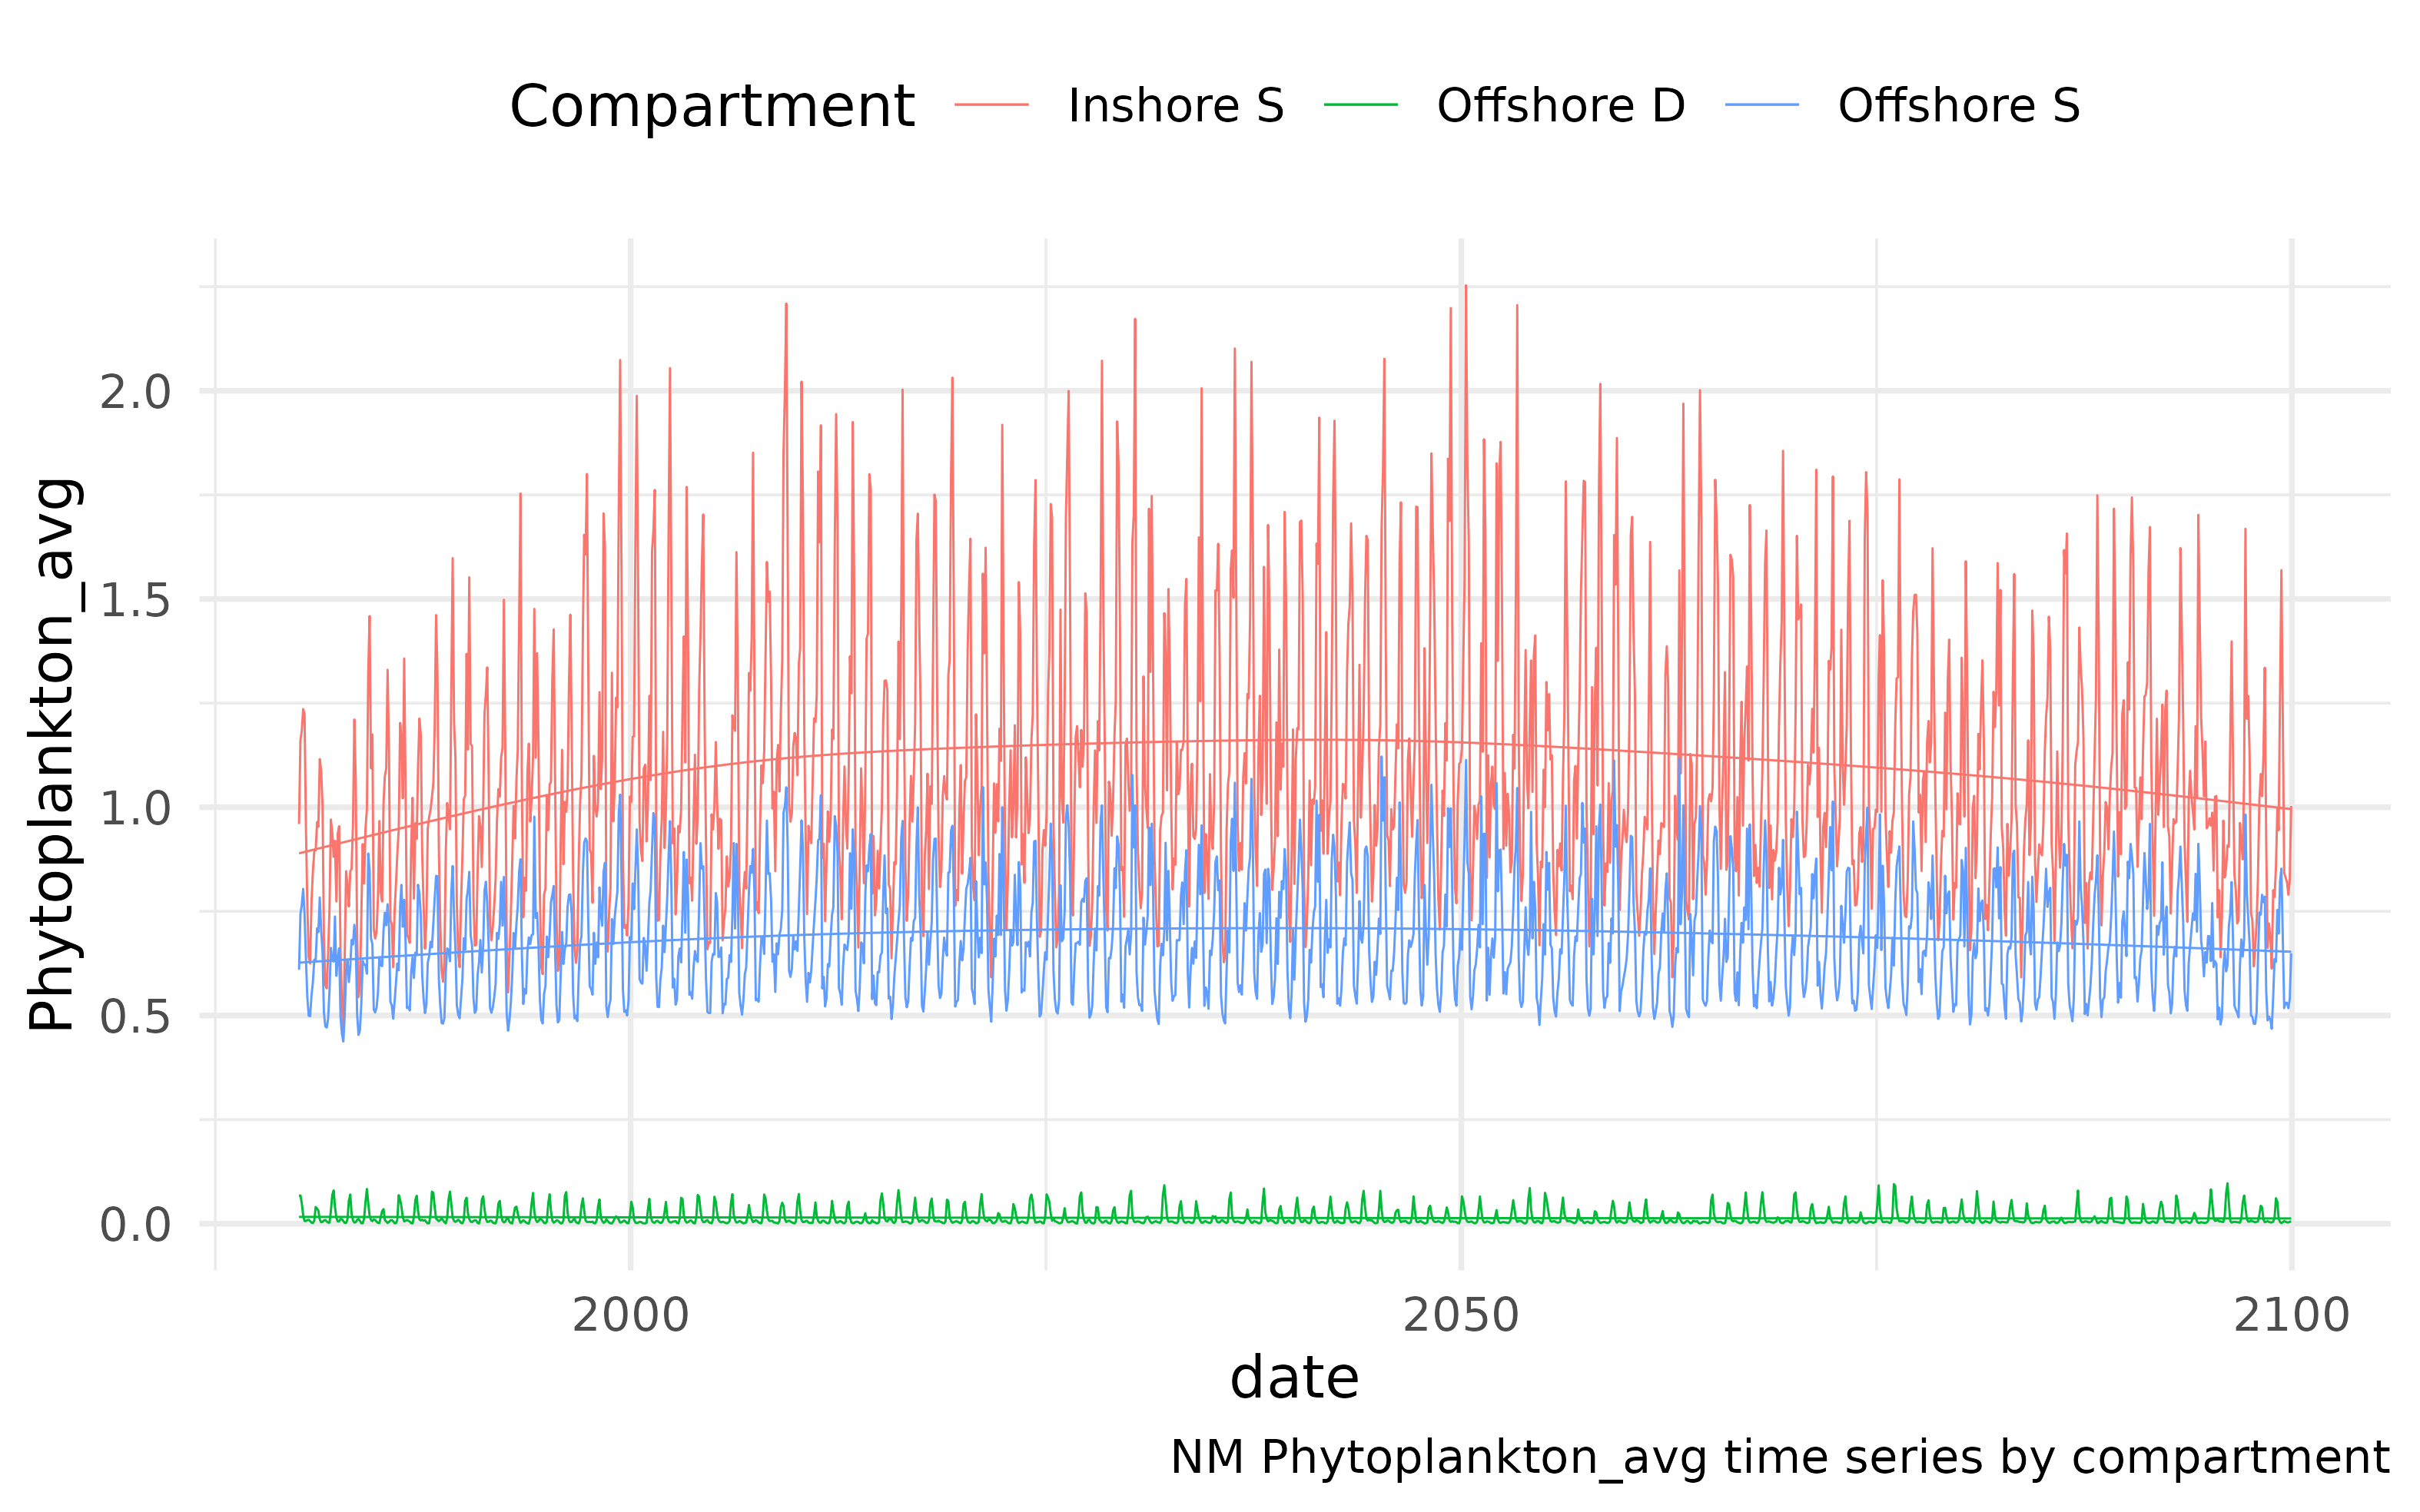 Compartment Inshore S Offshore D Offshore S
Phytoplankton_avg
2.0
1.5
1.0
0.5
0.0
2000 2050 2100
date
NM Phytoplankton_avg time series by compartment